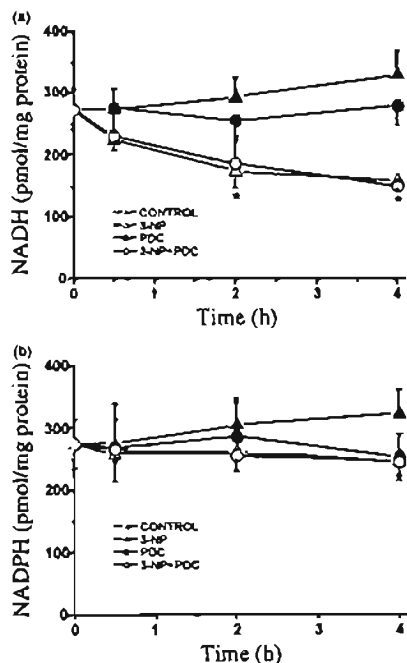 (a)
NADH (pmol/mg protein)
400
300
200
100
0
CONTROL
3-NP
PDC
3-NP+PDC
*
*
0 1 2 3 4
Time (h)
(b)
NADPH (pmol/mg protein)
400
300
200
100
0
CONTROL
3-NP
PDC
3-NP+PDC
*
0 1 2 3 4
Time (h)